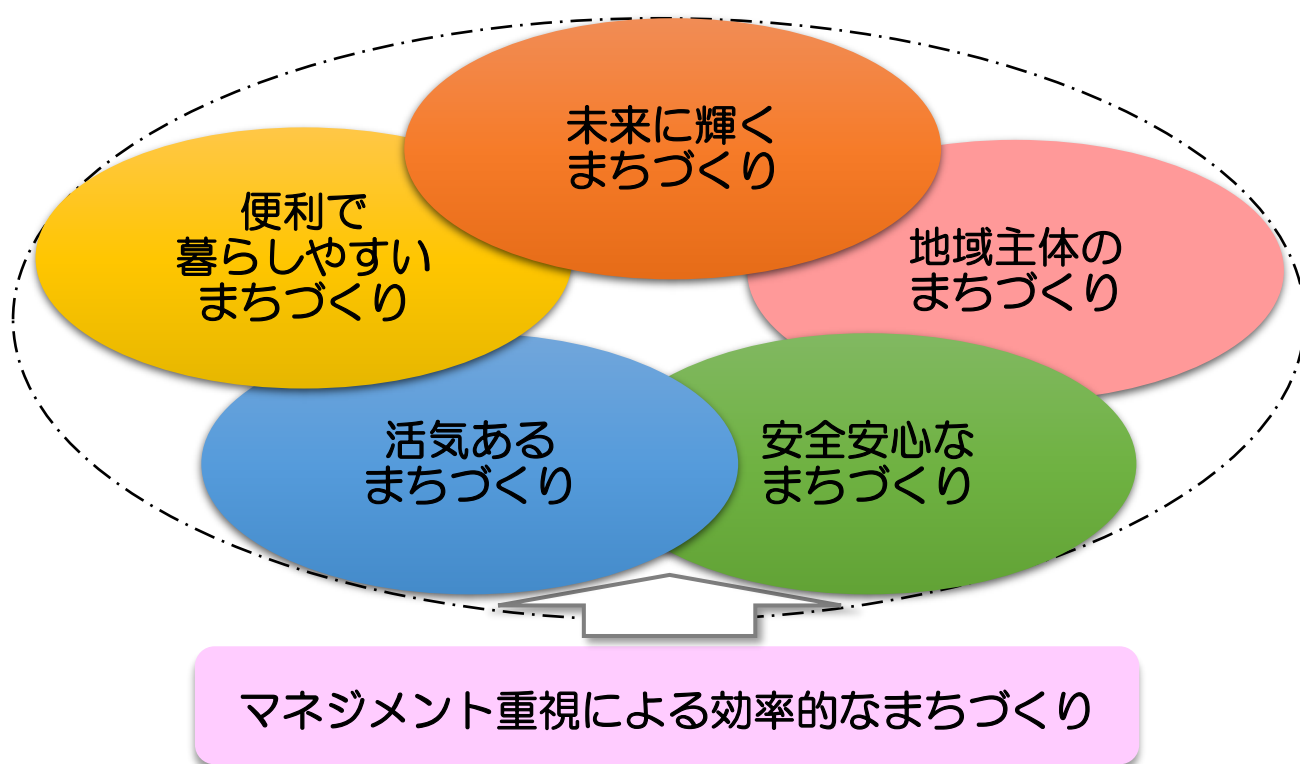 未来に輝く
まちづくり
便利で
暮らしやすい
まちづくり
地域主体の
まちづくり
活気ある
まちづくり
安全安心な
まちづくり
マネジメント重視による効率的なまちづくり